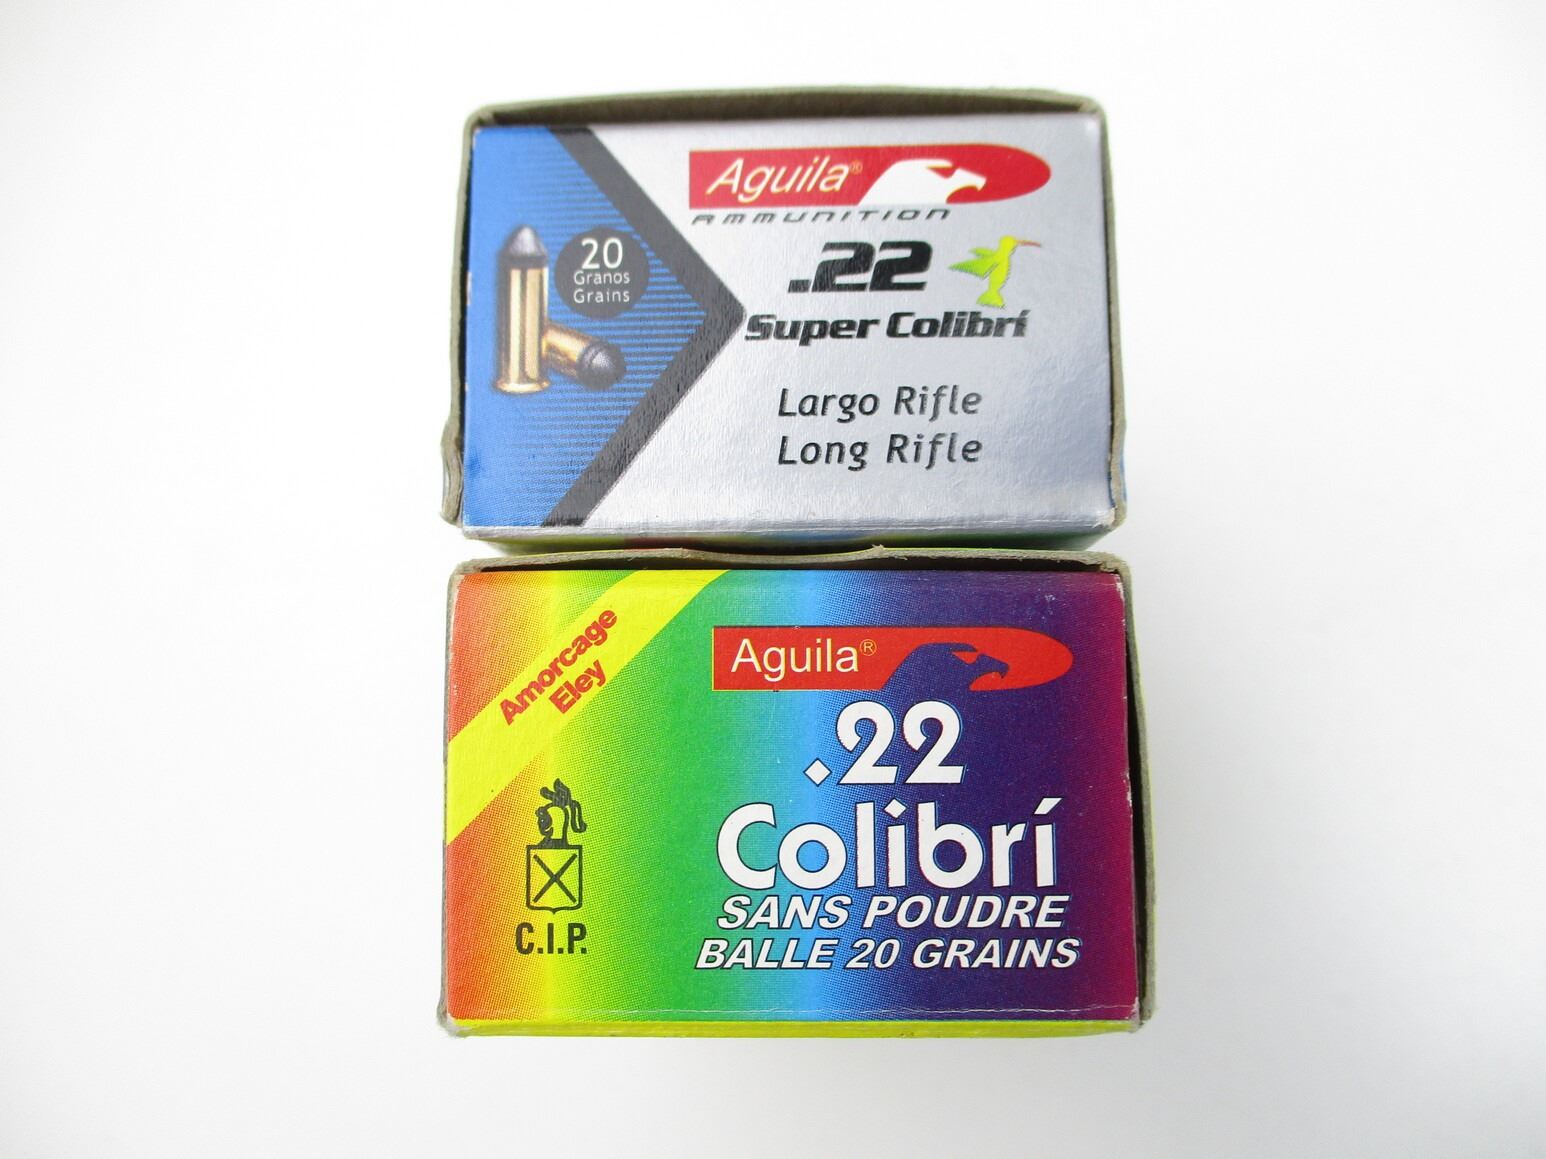 Aguila®
AMMUNITION
20
Granos
Grains
.22
Super Colibrí
Largo Rifle
Long Rifle
Amorcage
Eley
Aguila®
.22
Colibrí
SANS POUDRE
BALLE 20 GRAINS
C.I.P.